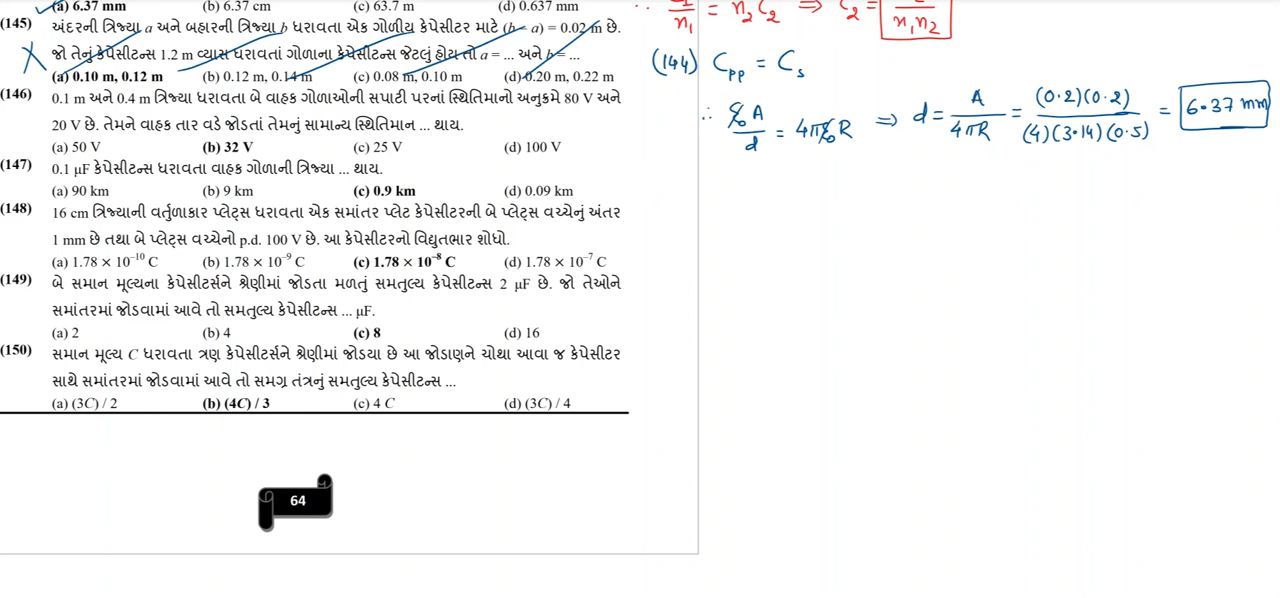 (a) 6.37 mm (b) 6.37 cm (c) 63.7 m (d) 0.637 mm
(145) અંદરની ત્રિજ્યા a અને બહારની ત્રિજ્યા b ધરાવતા એક ગોળીય કેપેસીટર માટે (b – a) = 0.02 m છે.
જો તેનું કેપેસીટન્સ 1.2 m વ્યાસ ધરાવતાં ગોળાના કેપેસીટન્સ જેટલું હોય તો a = ... અને b = ...
(a) 0.10 m, 0.12 m (b) 0.12 m, 0.14 m (c) 0.08 m, 0.10 m (d) 0.20 m, 0.22 m
(146) 0.1 m અને 0.4 m ત્રિજ્યા ધરાવતા બે વાહક ગોળાઓની સપાટી પરનાં સ્થિતિમાનો અનુક્રમે 80 V અને
20 V છે. તેમને વાહક તાર વડે જોડતાં તેમનું સામાન્ય સ્થિતિમાન ... થાય.
(a) 50 V (b) 32 V (c) 25 V (d) 100 V
(147) 0.1 μF કેપેસીટન્સ ધરાવતા વાહક ગોળાની ત્રિજ્યા ... થાય.
(a) 90 km (b) 9 km (c) 0.9 km (d) 0.09 km
(148) 16 cm ત્રિજ્યાની વર્તુળાકાર પ્લેટ્સ ધરાવતા એક સમાંતર પ્લેટ કેપેસીટરની બે પ્લેટ્સ વચ્ચેનું અંતર
1 mm છે તથા બે પ્લેટ્સ વચ્ચેનો p.d. 100 V છે. આ કેપેસીટરનો વિદ્યુતભાર શોધો.
(a) 1.78 × 10⁻¹⁰ C (b) 1.78 × 10⁻⁹ C (c) 1.78 × 10⁻⁸ C (d) 1.78 × 10⁻⁷ C
(149) બે સમાન મૂલ્યના કેપેસીટર્સને શ્રેણીમાં જોડતા મળતું સમતુલ્ય કેપેસીટન્સ 2 μF છે. જો તેઓને
સમાંતરમાં જોડવામાં આવે તો સમતુલ્ય કેપેસીટન્સ ... μF.
(a) 2 (b) 4 (c) 8 (d) 16
(150) સમાન મૂલ્ય C ધરાવતા ત્રણ કેપેસીટર્સને શ્રેણીમાં જોડયા છે આ જોડાણને ચોથા આવા જ કેપેસીટર
સાથે સમાંતરમાં જોડવામાં આવે તો સમગ્ર તંત્રનું સમતુલ્ય કેપેસીટન્સ ...
(a) (3C) / 2 (b) (4C) / 3 (c) 4 C (d) (3C) / 4
64
n₁ = n₂ C₂ ⇒ C₂ = n₁n₂
(144) Cpp = Cs
∴ ε₀A / d = 4πε₀R ⇒ d = A / 4πR = (0.2)(0.2) / (4)(3.14)(0.5) = 6.37 mm